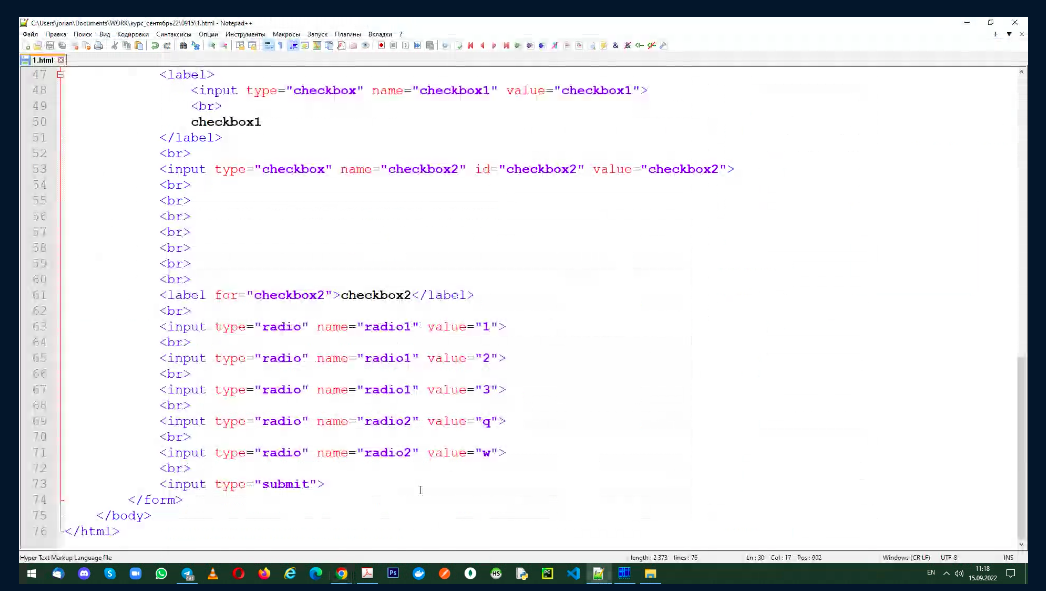 C:\Users\jorian\Documents\WORK\курс_сентябрь22\0915\1.html - Notepad++
Файл Правка Поиск Вид Кодировки Синтаксисы Опции Инструменты Макросы Запуск Плагины Вкладки ?
1.html
47 <label>
48 <input type="checkbox" name="checkbox1" value="checkbox1">
49 <br>
50 checkbox1
51 </label>
52 <br>
53 <input type="checkbox" name="checkbox2" id="checkbox2" value="checkbox2">
54 <br>
55 <br>
56 <br>
57 <br>
58 <br>
59 <br>
60 <br>
61 <label for="checkbox2">checkbox2</label>
62 <br>
63 <input type="radio" name="radio1" value="1">
64 <br>
65 <input type="radio" name="radio1" value="2">
66 <br>
67 <input type="radio" name="radio1" value="3">
68 <br>
69 <input type="radio" name="radio2" value="q">
70 <br>
71 <input type="radio" name="radio2" value="w">
72 <br>
73 <input type="submit">
74 </form>
75 </body>
76 </html>
Hyper Text Markup Language file length : 2 373 lines : 76 Ln : 30 Col : 17 Pos : 902 Windows (CR LF) UTF-8 INS
EN 11:18
15.09.2022